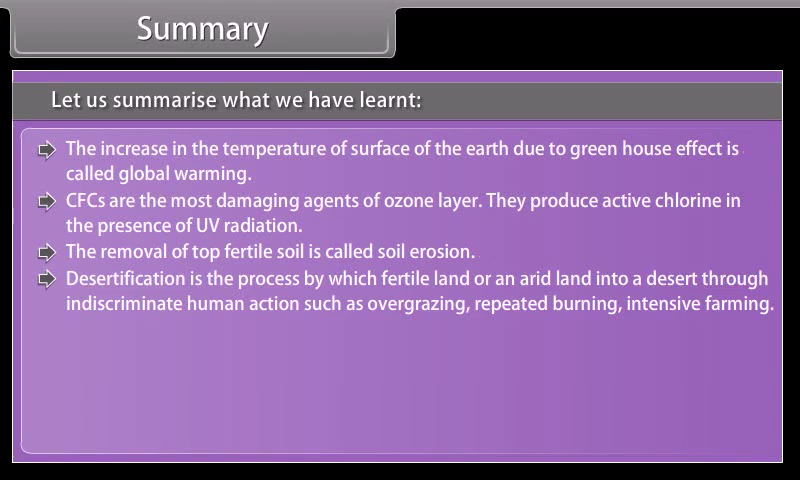 Summary
Let us summarise what we have learnt:
The increase in the temperature of surface of the earth due to green house effect is
called global warming.
CFCs are the most damaging agents of ozone layer. They produce active chlorine in
the presence of UV radiation.
The removal of top fertile soil is called soil erosion.
Desertification is the process by which fertile land or an arid land into a desert through
indiscriminate human action such as overgrazing, repeated burning, intensive farming.